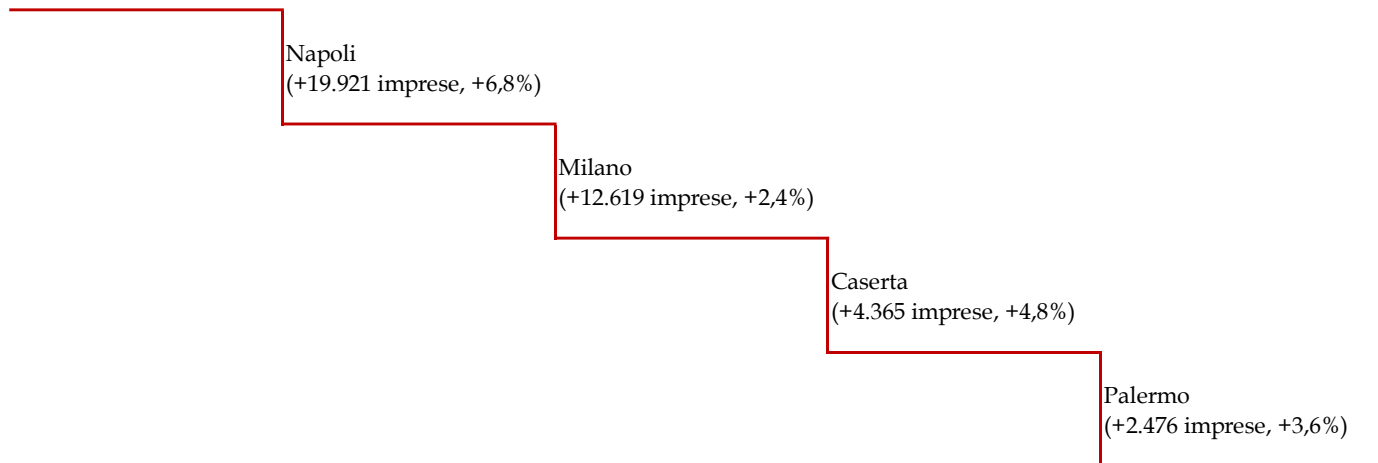 Napoli
(+19.921 imprese, +6,8%)
Milano
(+12.619 imprese, +2,4%)
Caserta
(+4.365 imprese, +4,8%)
Palermo
(+2.476 imprese, +3,6%)